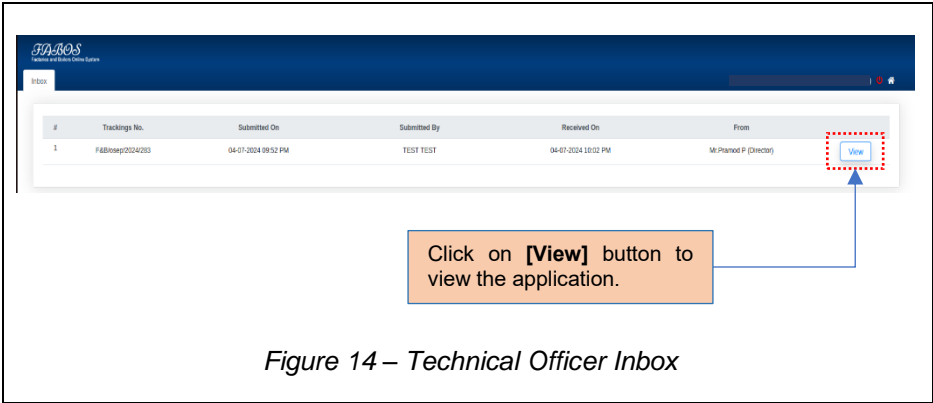 FABOS
Factories and Boilers Online System
Inbox
)
# Trackings No. Submitted On Submitted By Received On From
1 F&B/osep/2024/283 04-07-2024 09:52 PM TEST TEST 04-07-2024 10:02 PM Mr.Pramod P (Director) View
Click on [View] button to
view the application.
Figure 14 – Technical Officer Inbox